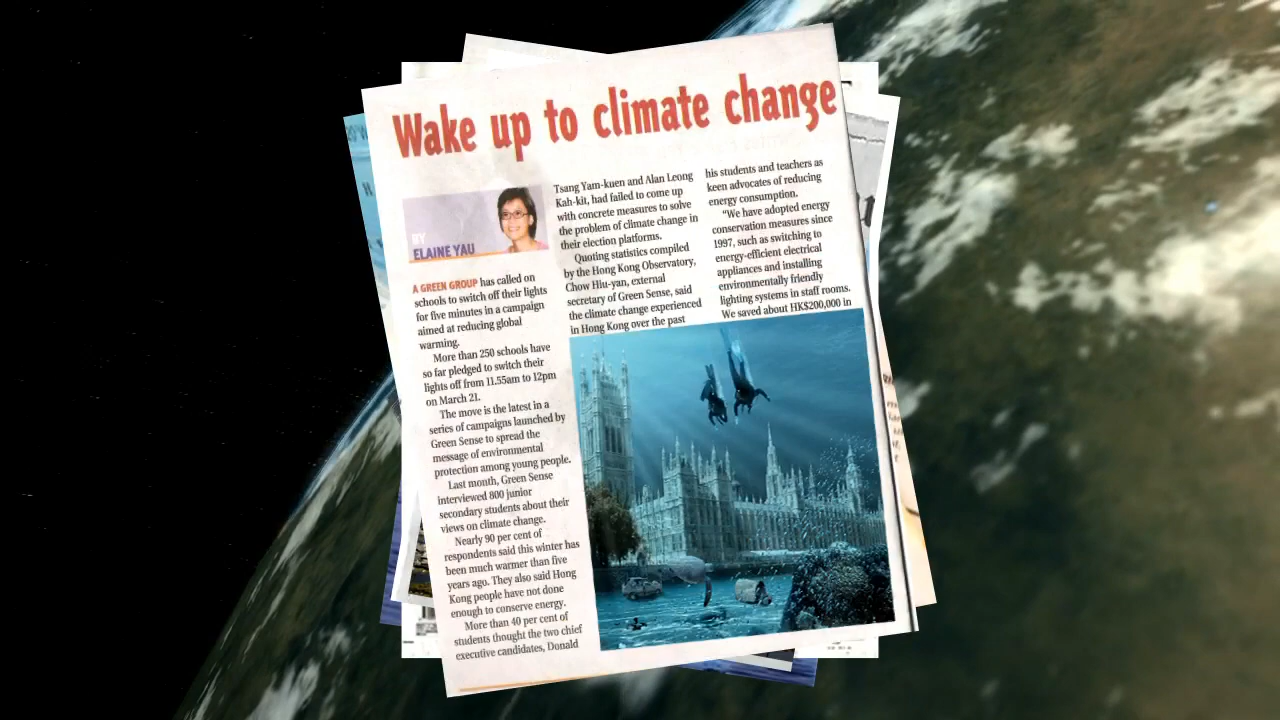 Wake up to climate change
BY
ELAINE YAU
A GREEN GROUP has called on
schools to switch off their lights
for five minutes in a campaign
aimed at reducing global
warming.
More than 250 schools have
so far pledged to switch their
lights off from 11.55am to 12pm
on March 21.
The move is the latest in a
series of campaigns launched by
Green Sense to spread the
message of environmental
protection among young people.
Last month, Green Sense
interviewed 800 junior
secondary students about their
views on climate change.
Nearly 90 per cent of
respondents said this winter has
been much warmer than five
years ago. They also said Hong
Kong people have not done
enough to conserve energy.
More than 40 per cent of
students thought the two chief
executive candidates, Donald
Tsang Yam-kuen and Alan Leong
Kah-kit, had failed to come up
with concrete measures to solve
the problem of climate change in
their election platforms.
Quoting statistics compiled
by the Hong Kong Observatory,
Chow Hiu-yan, external
secretary of Green Sense, said
the climate change experienced
in Hong Kong over the past
his students and teachers as
keen advocates of reducing
energy consumption.
"We have adopted energy
conservation measures since
1997, such as switching to
energy-efficient electrical
appliances and installing
environmentally friendly
lighting systems in staff rooms.
We saved about HK$200,000 in